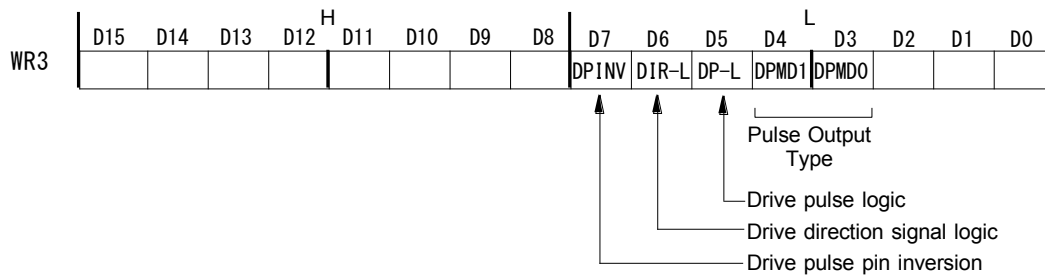 H L
D15 D14 D13 D12 D11 D10 D9 D8 D7 D6 D5 D4 D3 D2 D1 D0
WR3 DPINV DIR-L DP-L DPMD1 DPMD0
Pulse Output
Type
Drive pulse logic
Drive direction signal logic
Drive pulse pin inversion